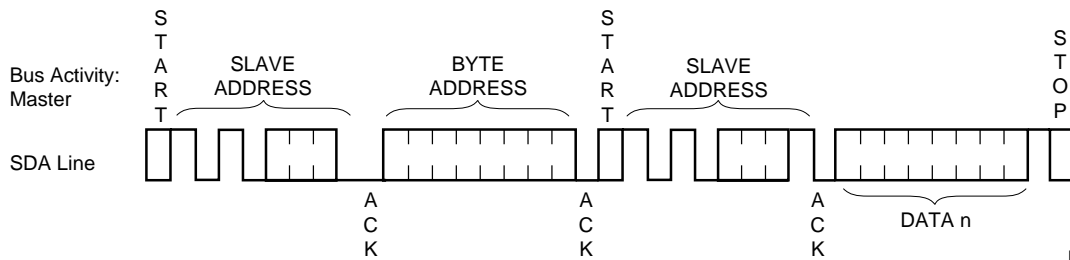 START
START
STOP
Bus Activity:
Master
SLAVE
ADDRESS
BYTE
ADDRESS
SLAVE
ADDRESS
SDA Line
ACK
ACK
ACK
DATA n